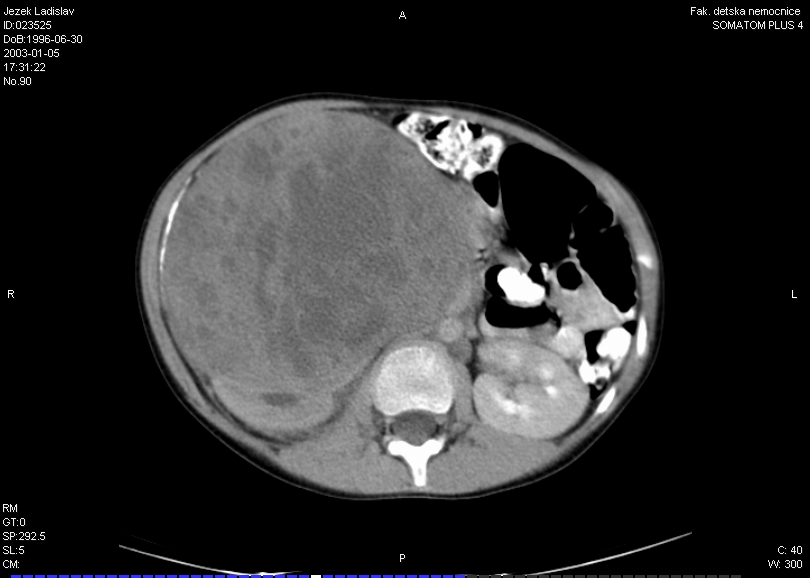 Jezek Ladislav
ID:023525
DoB:1996-06-30
2003-01-05
17:31:22
No.90
A
Fak. detska nemocnice
SOMATOM PLUS 4
R
L
RM
GT:0
SP:292.5
SL:5
CM:
P
C: 40
W: 300